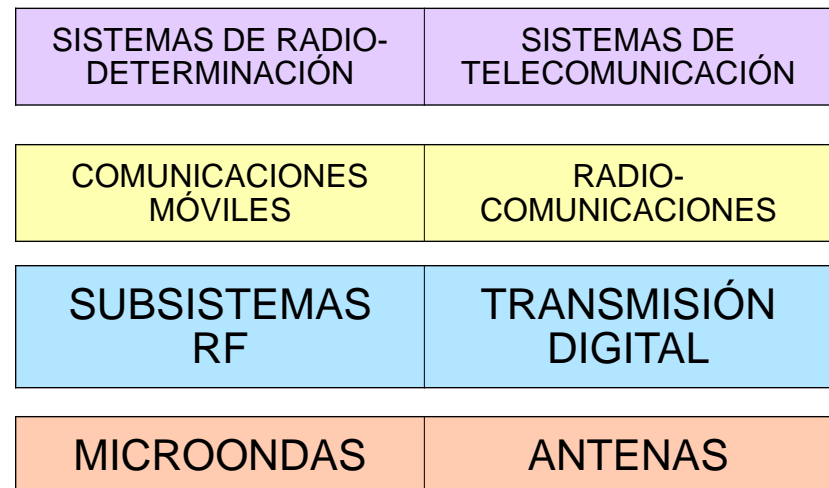 SISTEMAS DE RADIO-
DETERMINACIÓN
SISTEMAS DE
TELECOMUNICACIÓN
COMUNICACIONES
MÓVILES
RADIO-
COMUNICACIONES
SUBSISTEMAS
RF
TRANSMISIÓN
DIGITAL
MICROONDAS
ANTENAS